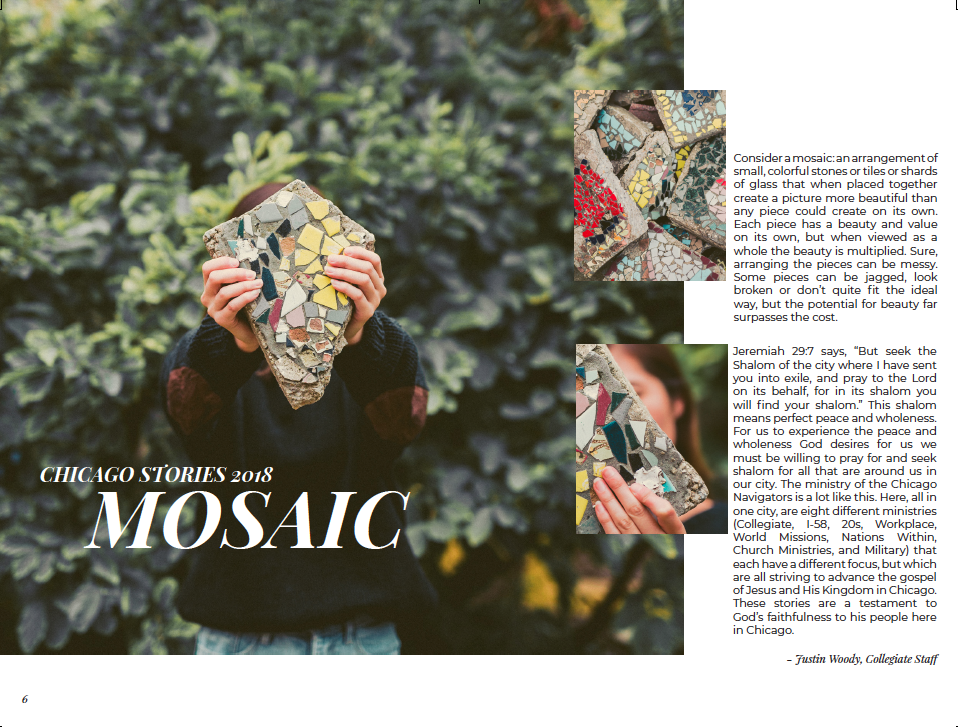 CHICAGO STORIES 2018
MOSAIC
Consider a mosaic: an arrangement of
small, colorful stones or tiles or shards
of glass that when placed together
create a picture more beautiful than
any piece could create on its own.
Each piece has a beauty and value
on its own, but when viewed as a
whole the beauty is multiplied. Sure,
arranging the pieces can be messy.
Some pieces can be jagged, look
broken or don’t quite fit the ideal
way, but the potential for beauty far
surpasses the cost.
Jeremiah 29:7 says, “But seek the
Shalom of the city where I have sent
you into exile, and pray to the Lord
on its behalf, for in its shalom you
will find your shalom.” This shalom
means perfect peace and wholeness.
For us to experience the peace and
wholeness God desires for us we
must be willing to pray for and seek
shalom for all that are around us in
our city. The ministry of the Chicago
Navigators is a lot like this. Here, all in
one city, are eight different ministries
(Collegiate, I-58, 20s, Workplace,
World Missions, Nations Within,
Church Ministries, and Military) that
each have a different focus, but which
are all striving to advance the gospel
of Jesus and His Kingdom in Chicago.
These stories are a testament to
God’s faithfulness to his people here
in Chicago.
– Justin Woody, Collegiate Staff
6